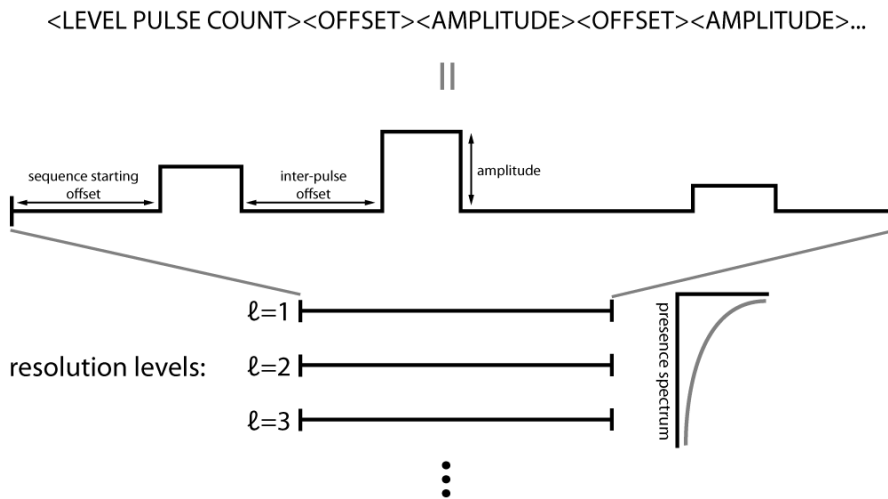 <LEVEL PULSE COUNT><OFFSET><AMPLITUDE><OFFSET><AMPLITUDE>...
sequence starting
offset
inter-pulse
offset
amplitude
ℓ=1
resolution levels:
ℓ=2
ℓ=3
presence spectrum